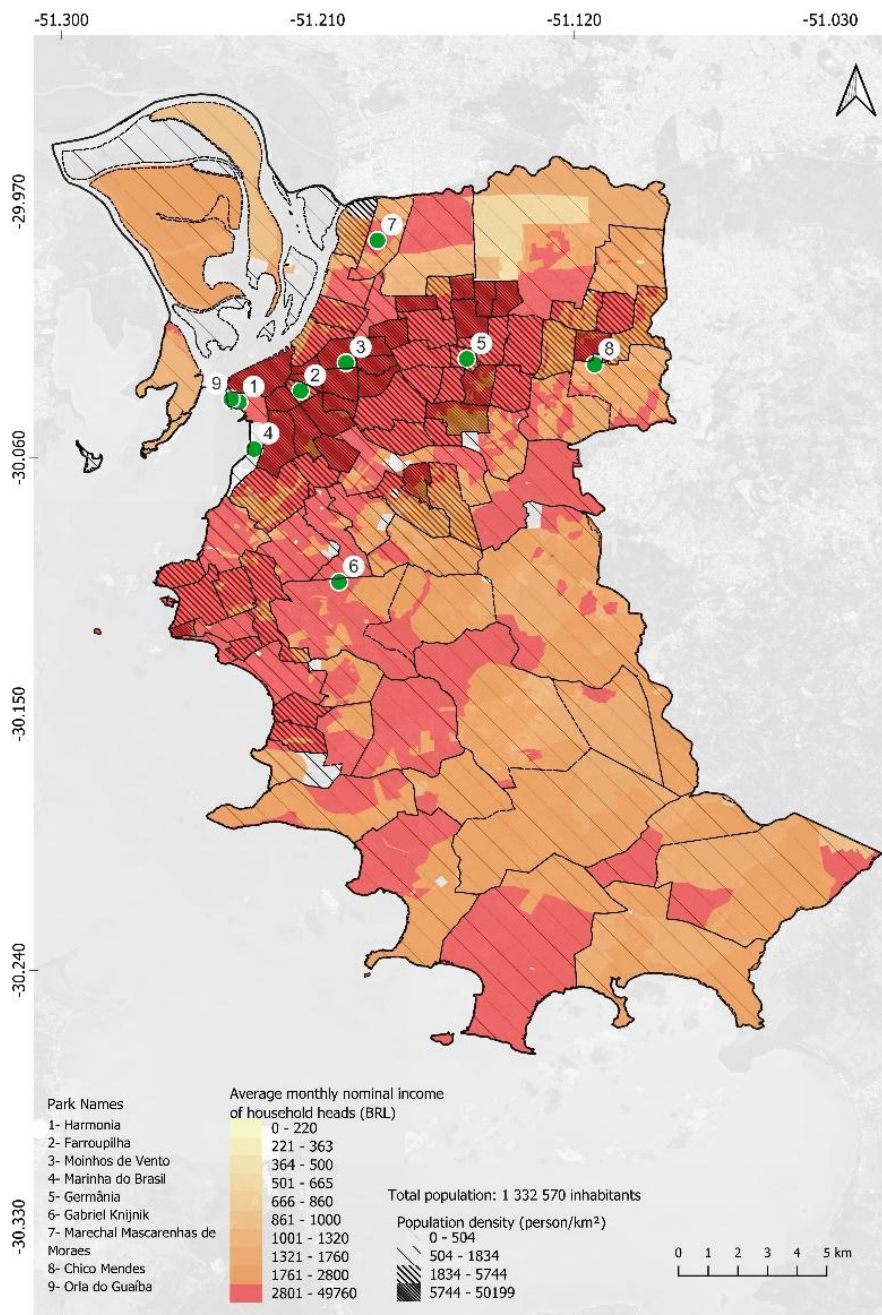 -51.300 -51.210 -51.120 -51.030
-29.970
-30.060
-30.150
-30.240
-30.330
7
3
5
8
2
9
1
4
6
Park Names
1- Harmonia
2- Farroupilha
3- Moinhos de Vento
4- Marinha do Brasil
5- Germânia
6- Gabriel Knijnik
7- Marechal Mascarenhas de
Moraes
8- Chico Mendes
9- Orla do Guaíba
Average monthly nominal income
of household heads (BRL)
0 - 220
221 - 363
364 - 500
501 - 665
666 - 860
861 - 1000
1001 - 1320
1321 - 1760
1761 - 2800
2801 - 49760
Total population: 1 332 570 inhabitants
Population density (person/km²)
0 - 504
504 - 1834
1834 - 5744
5744 - 50199
0 1 2 3 4 5 km